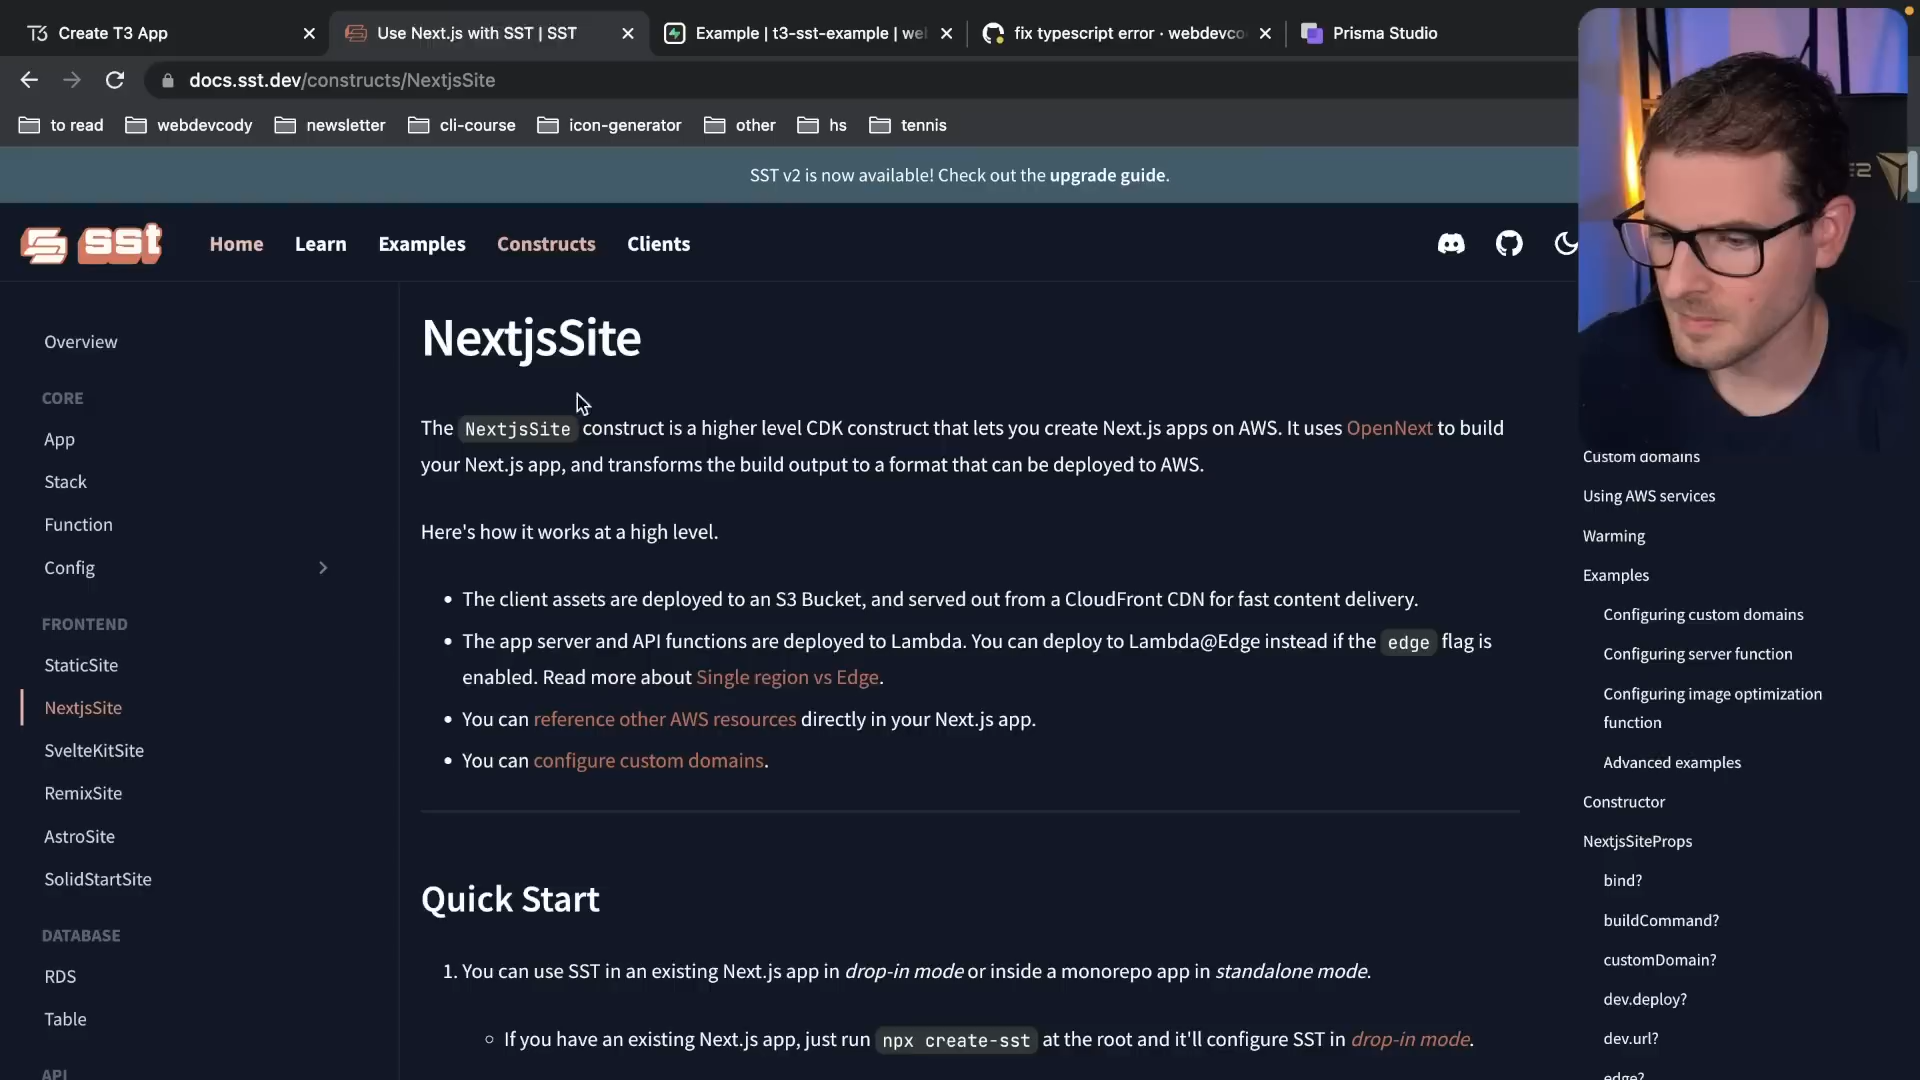 Create T3 App
Use Next.js with SST | SST
Example | t3-sst-example | we
fix typescript error · webdevco
Prisma Studio
docs.sst.dev/constructs/NextjsSite
to read
webdevcody
newsletter
cli-course
icon-generator
other
hs
tennis
SST v2 is now available! Check out the upgrade guide.
sst
Home
Learn
Examples
Constructs
Clients
Overview
CORE
App
Stack
Function
Config
FRONTEND
StaticSite
NextjsSite
SvelteKitSite
RemixSite
AstroSite
SolidStartSite
DATABASE
RDS
Table
API
NextjsSite
The NextjsSite construct is a higher level CDK construct that lets you create Next.js apps on AWS. It uses OpenNext to build
your Next.js app, and transforms the build output to a format that can be deployed to AWS.
Here's how it works at a high level.
• The client assets are deployed to an S3 Bucket, and served out from a CloudFront CDN for fast content delivery.
• The app server and API functions are deployed to Lambda. You can deploy to Lambda@Edge instead if the edge flag is
enabled. Read more about Single region vs Edge.
• You can reference other AWS resources directly in your Next.js app.
• You can configure custom domains.
Quick Start
1. You can use SST in an existing Next.js app in drop-in mode or inside a monorepo app in standalone mode.
◦ If you have an existing Next.js app, just run npx create-sst at the root and it'll configure SST in drop-in mode.
Custom domains
Using AWS services
Warming
Examples
Configuring custom domains
Configuring server function
Configuring image optimization
function
Advanced examples
Constructor
NextjsSiteProps
bind?
buildCommand?
customDomain?
dev.deploy?
dev.url?
edge?